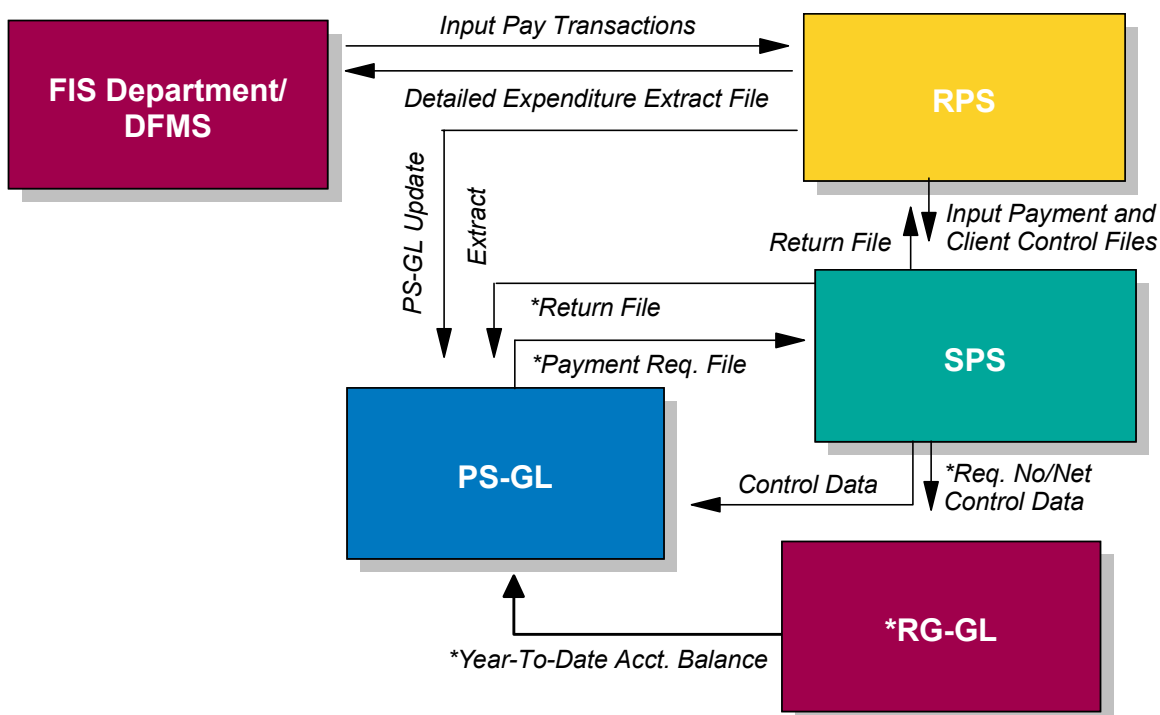 Input Pay Transactions
FIS Department/
DFMS
RPS
Detailed Expenditure Extract File
PS-GL Update
Extract
Input Payment and
Client Control Files
Return File
*Return File
*Payment Req. File
SPS
PS-GL
Control Data
*Req. No/Net
Control Data
*RG-GL
*Year-To-Date Acct. Balance